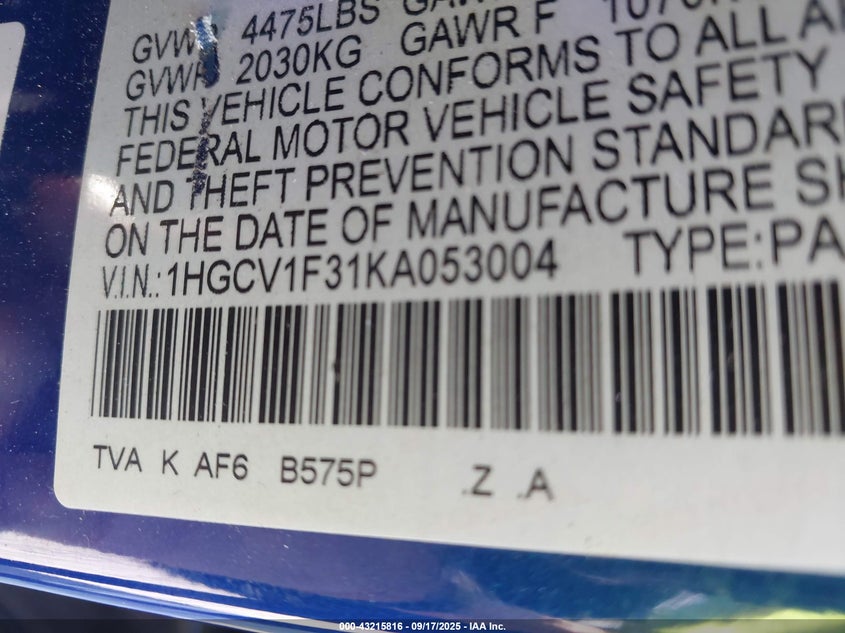 GVWR 4475LBS
GVWR 2030KG GAWR F
THIS VEHICLE CONFORMS TO ALL
FEDERAL MOTOR VEHICLE SAFETY
AND THEFT PREVENTION STANDAR
ON THE DATE OF MANUFACTURE SH
V.I.N.:1HGCV1F31KA053004 TYPE:PA
TVA K AF6 B575P .Z .A
000-43215816 - 09/17/2025 - IAA Inc.